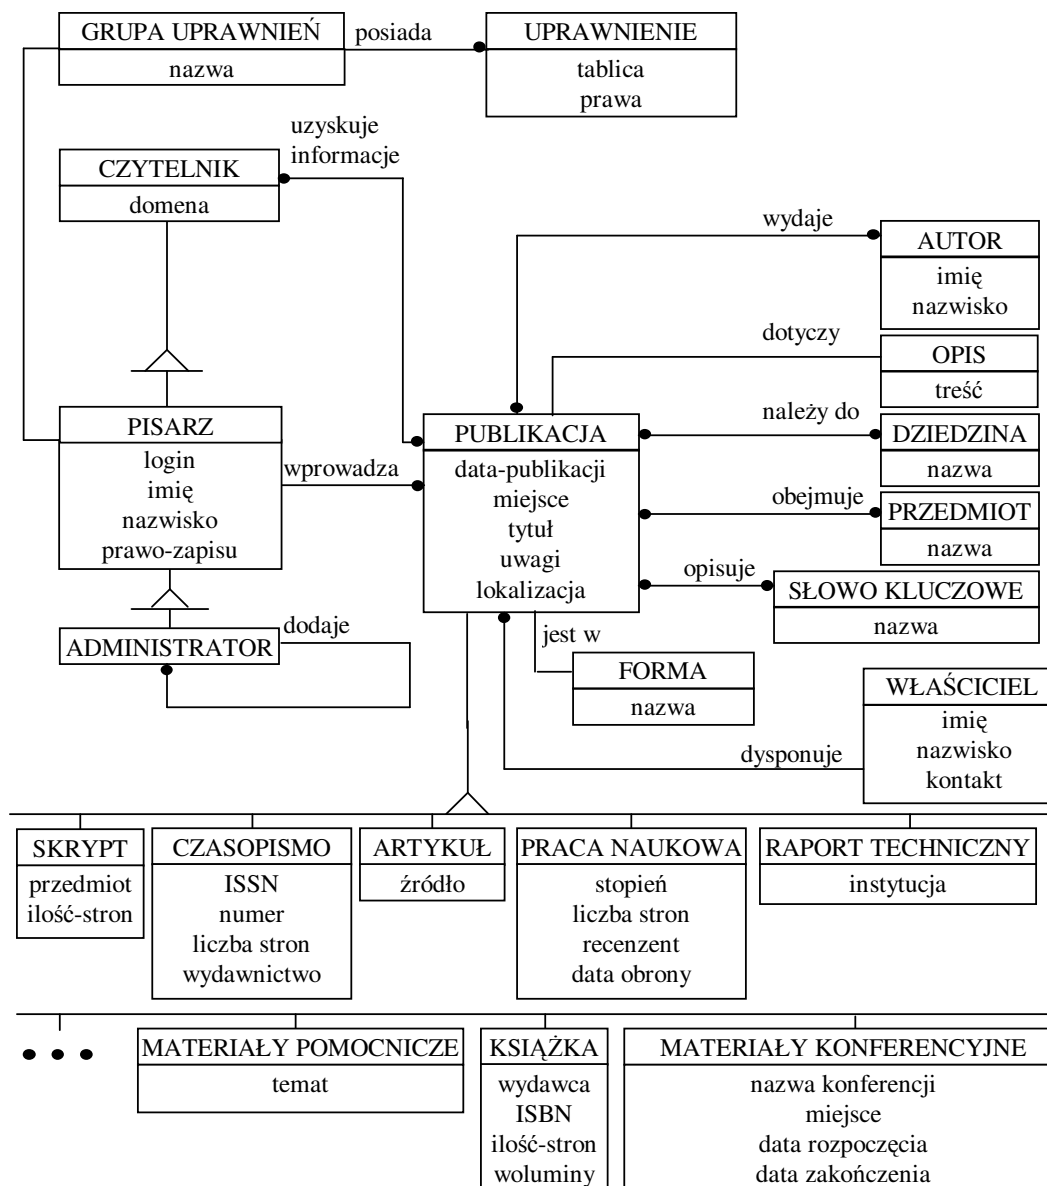 GRUPA UPRAWNIEŃ
nazwa
posiada
UPRAWNIENIE
tablica
prawa
uzyskuje
informacje
CZYTELNIK
domena
wydaje
AUTOR
imię
nazwisko
dotyczy
OPIS
treść
PISARZ
login
imię
nazwisko
prawo-zapisu
wprowadza
PUBLIKACJA
data-publikacji
miejsce
tytuł
uwagi
lokalizacja
należy do
DZIEDZINA
nazwa
obejmuje
PRZEDMIOT
nazwa
opisuje
SŁOWO KLUCZOWE
nazwa
ADMINISTRATOR
dodaje
jest w
FORMA
nazwa
WŁAŚCICIEL
imię
nazwisko
kontakt
dysponuje
SKRYPT
przedmiot
ilość-stron
CZASOPISMO
ISSN
numer
liczba stron
wydawnictwo
ARTYKUŁ
źródło
PRACA NAUKOWA
stopień
liczba stron
recenzent
data obrony
RAPORT TECHNICZNY
instytucja
MATERIAŁY POMOCNICZE
temat
KSIĄŻKA
wydawca
ISBN
ilość-stron
woluminy
MATERIAŁY KONFERENCYJNE
nazwa konferencji
miejsce
data rozpoczęcia
data zakończenia